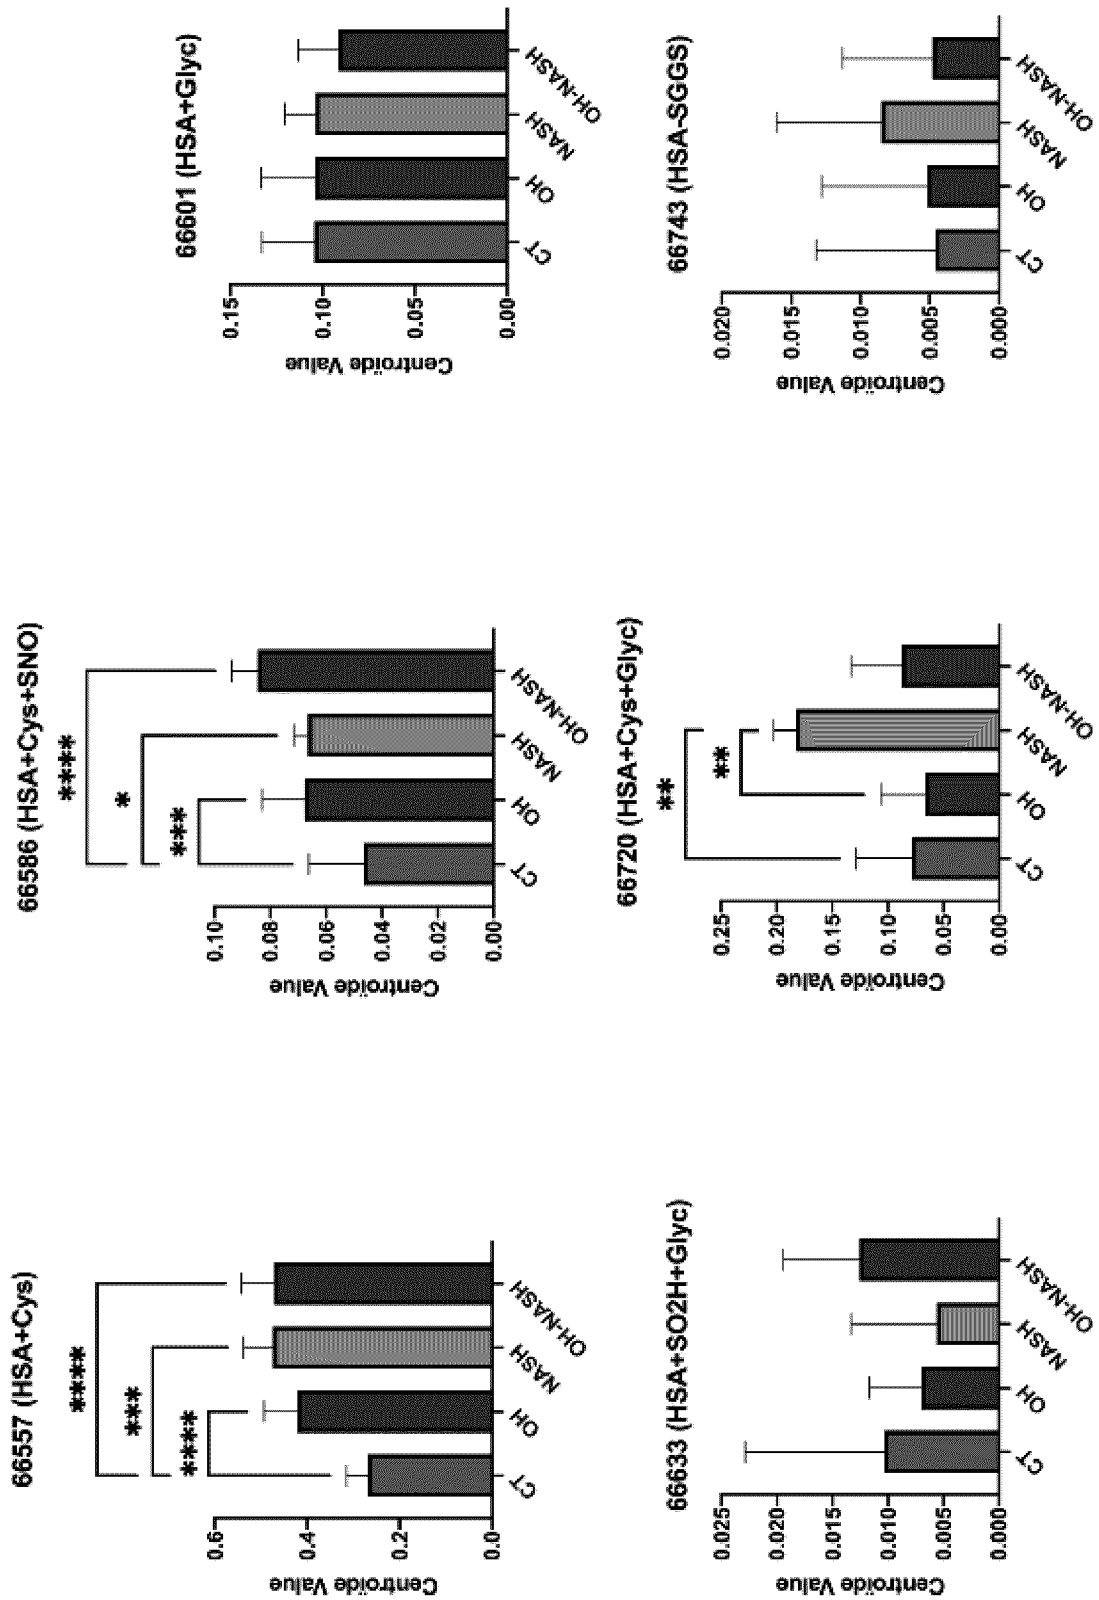 66557 (HSA+Cys)
Centroïde Value
0.6
0.4
0.2
0.0
****
***
****
CT
OH
NASH
OH-NASH
66586 (HSA+Cys+SNO)
Centroïde Value
0.10
0.08
0.06
0.04
0.02
0.00
****
*
***
CT
OH
NASH
OH-NASH
66601 (HSA+Glyc)
Centroïde Value
0.15
0.10
0.05
0.00
CT
OH
NASH
OH-NASH
66633 (HSA+SO2H+Glyc)
Centroïde Value
0.025
0.020
0.015
0.010
0.005
0.000
CT
OH
NASH
OH-NASH
66720 (HSA+Cys+Glyc)
Centroïde Value
0.25
0.20
0.15
0.10
0.05
0.00
**
**
CT
OH
NASH
OH-NASH
66743 (HSA-SGGS)
Centroïde Value
0.020
0.015
0.010
0.005
0.000
CT
OH
NASH
OH-NASH